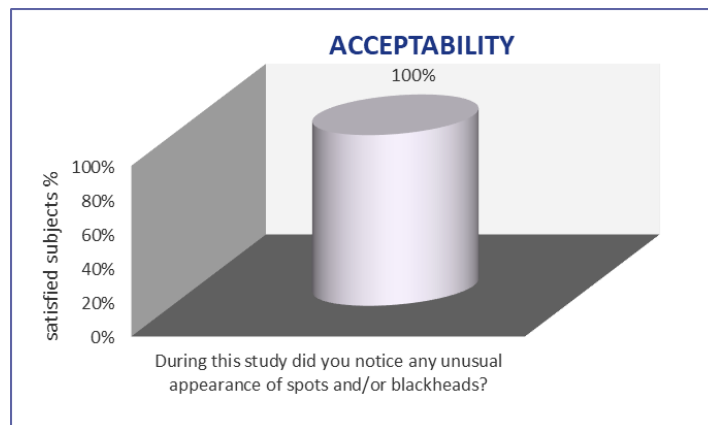 ACCEPTABILITY
100%
satisfied subjects %
100%
80%
60%
40%
20%
0%
During this study did you notice any unusual
appearance of spots and/or blackheads?